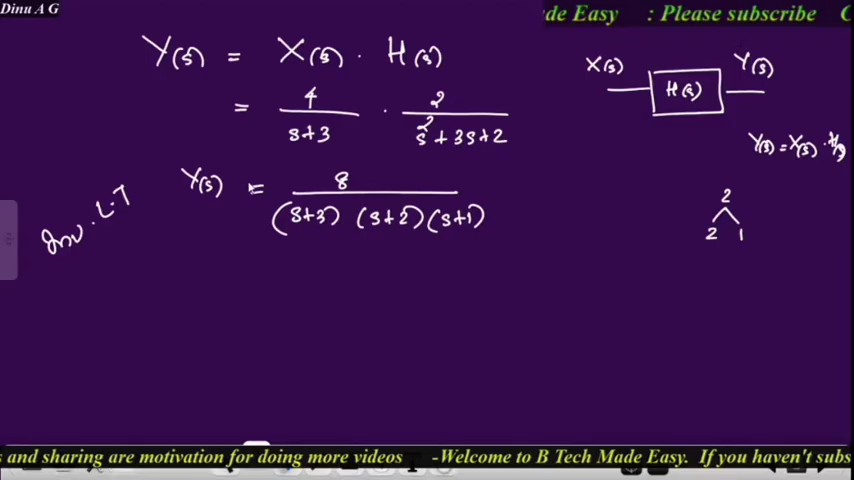 Dinu A G
de Easy : Please subscribe
Y(s) = X(s) · H(s)
= 4/(s+3) · 2/(s²+3s+2)
Y(s) = 8/((s+3) (s+2)(s+1))
Inv. L.T
X(s) H(s) Y(s)
Y(s) = X(s) · H(s)
2
2 1
s and sharing are motivation for doing more videos -Welcome to B Tech Made Easy. If you haven't subs